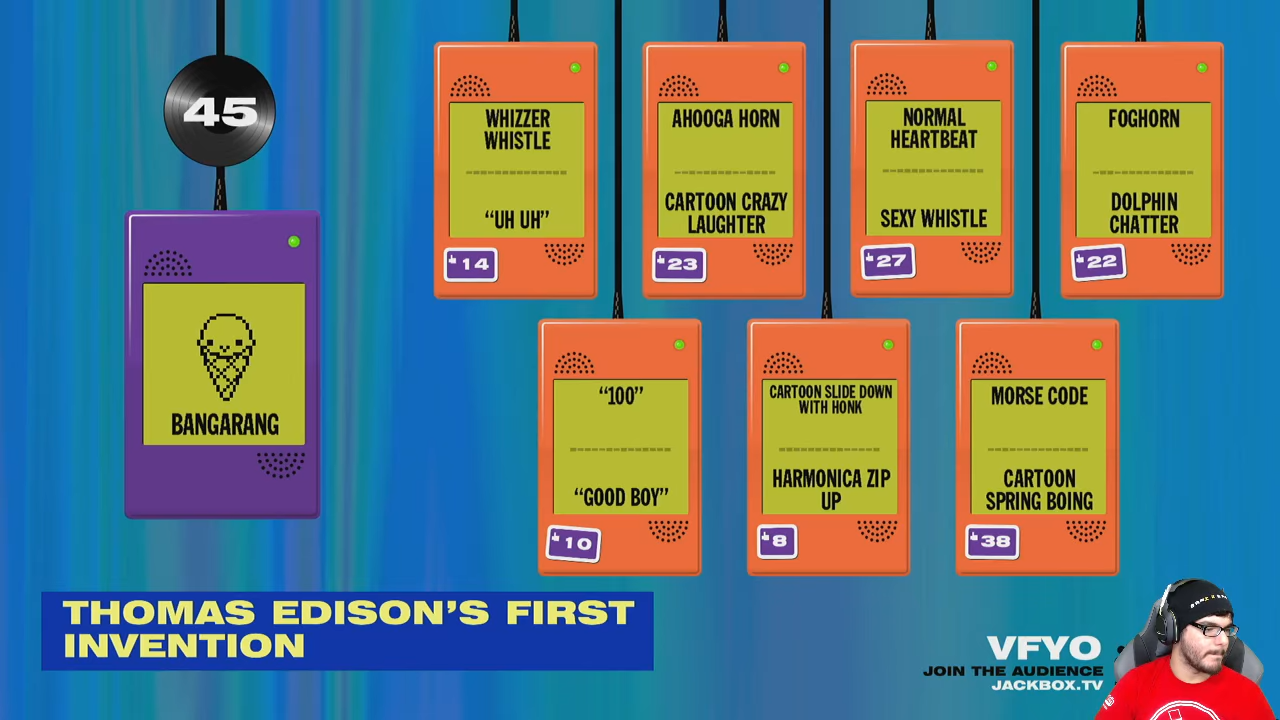 45
BANGARANG
WHIZZER
WHISTLE
“UH UH”
14
AHOOGA HORN
CARTOON CRAZY
LAUGHTER
23
NORMAL
HEARTBEAT
SEXY WHISTLE
27
FOGHORN
DOLPHIN
CHATTER
22
“100”
“GOOD BOY”
10
CARTOON SLIDE DOWN
WITH HONK
HARMONICA ZIP
UP
8
MORSE CODE
CARTOON
SPRING BOING
38
THOMAS EDISON’S FIRST
INVENTION
VFYO
JOIN THE AUDIENCE
JACKBOX.TV